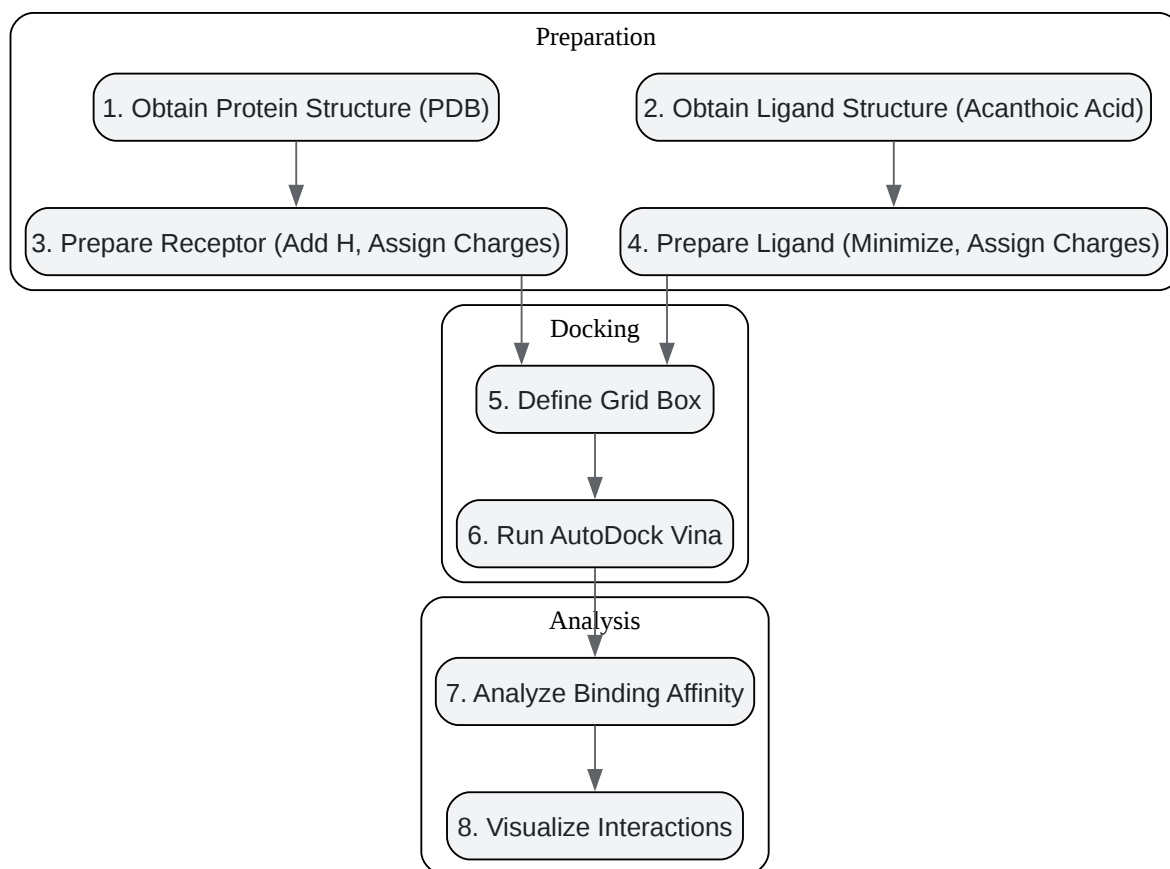 Preparation
1. Obtain Protein Structure (PDB)
2. Obtain Ligand Structure (Acanthoic Acid)
3. Prepare Receptor (Add H, Assign Charges)
4. Prepare Ligand (Minimize, Assign Charges)
Docking
5. Define Grid Box
6. Run AutoDock Vina
Analysis
7. Analyze Binding Affinity
8. Visualize Interactions